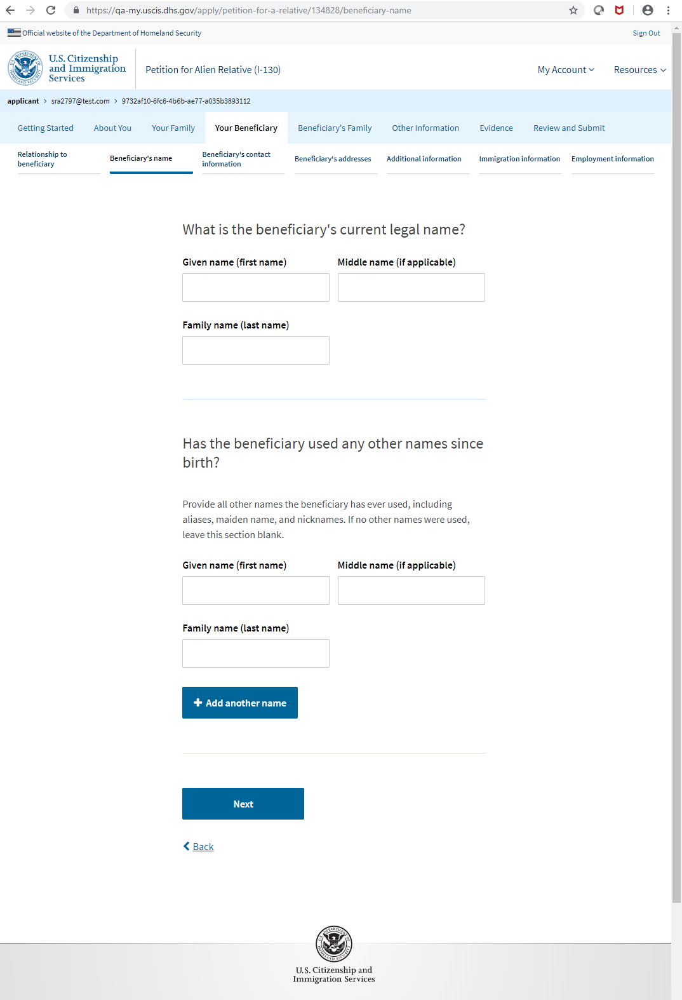 https://qa-my.uscis.dhs.gov/apply/petition-for-a-relative/134828/beneficiary-name
Official website of the Department of Homeland Security
Sign Out
U.S. Citizenship
and Immigration
Services
Petition for Alien Relative (I-130)
My Account
Resources
applicant > sra2797@test.com > 9732af10-6fc6-4b6b-ae77-a035b3893112
Getting Started
About You
Your Family
Your Beneficiary
Beneficiary's Family
Other Information
Evidence
Review and Submit
Relationship to
beneficiary
Beneficiary's name
Beneficiary's contact
information
Beneficiary's addresses
Additional information
Immigration information
Employment information
What is the beneficiary's current legal name?
Given name (first name)
Middle name (if applicable)
Family name (last name)
Has the beneficiary used any other names since
birth?
Provide all other names the beneficiary has ever used, including
aliases, maiden name, and nicknames. If no other names were used,
leave this section blank.
Given name (first name)
Middle name (if applicable)
Family name (last name)
Add another name
Next
Back
U.S. Citizenship and
Immigration Services